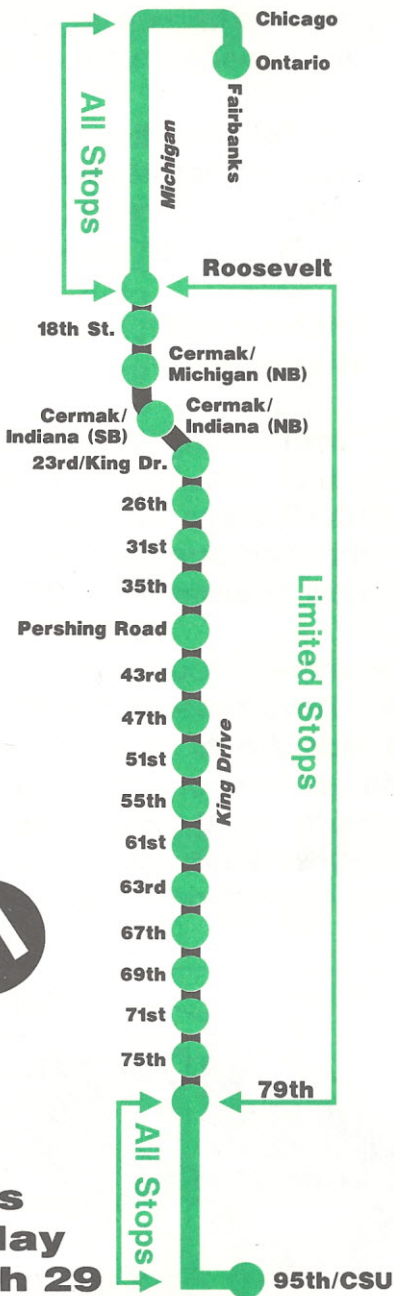 Chicago
Ontario
Fairbanks
Michigan
All Stops
Roosevelt
18th St.
Cermak/
Michigan (NB)
Cermak/
Indiana (SB)
Cermak/
Indiana (NB)
23rd/King Dr.
26th
31st
35th
Pershing Road
43rd
47th
51st
55th
61st
63rd
67th
69th
71st
75th
King Drive
Limited Stops
79th
All Stops
95th/CSU
h 29